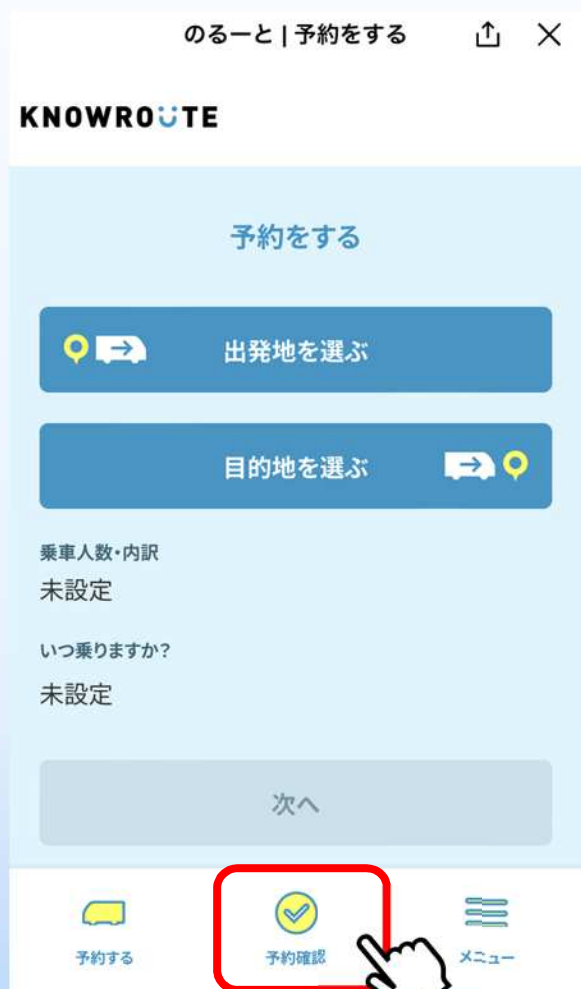 のるーと | 予約をする
KNOWROUTE
予約をする
出発地を選ぶ
目的地を選ぶ
乗車人数・内訳
未設定
いつ乗りますか?
未設定
次へ
予約する
予約確認
メニュー